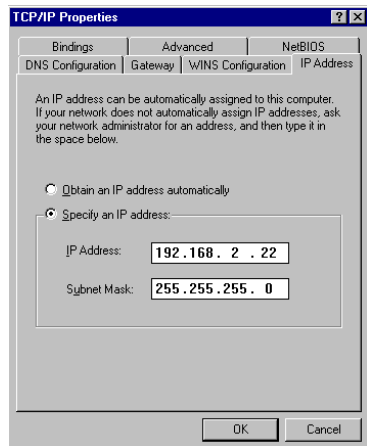 TCP/IP Properties
Bindings Advanced NetBIOS
DNS Configuration Gateway WINS Configuration IP Address
An IP address can be automatically assigned to this computer.
If your network does not automatically assign IP addresses, ask
your network administrator for an address, and then type it in
the space below.
Obtain an IP address automatically
Specify an IP address:
IP Address: 192.168. 2 .22
Subnet Mask: 255.255.255. 0
OK Cancel